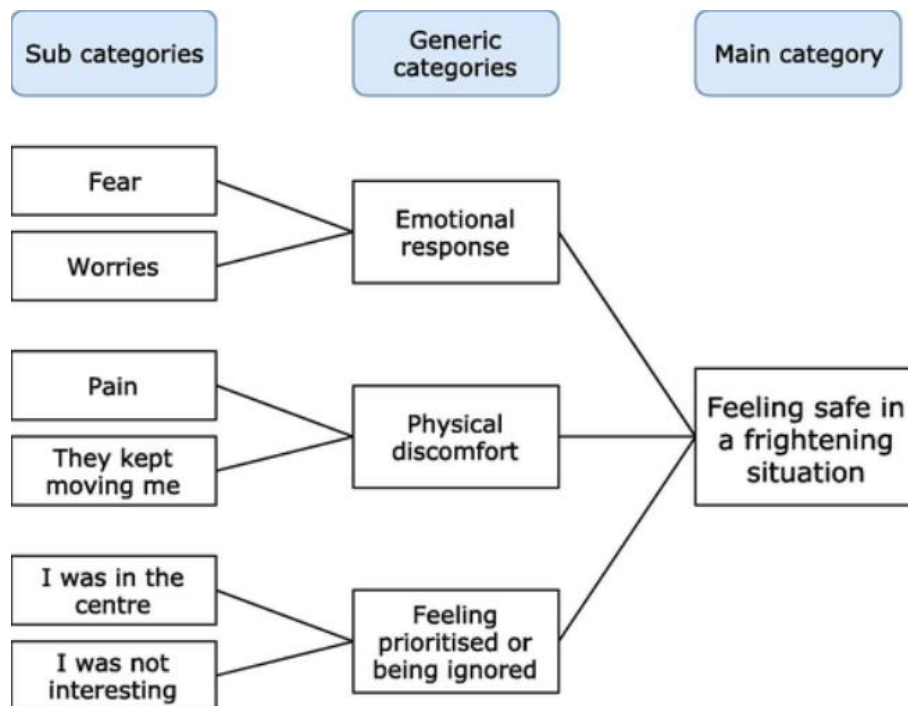 Sub categories
Generic
categories
Main category
Fear
Worries
Emotional
response
Pain
They kept
moving me
Physical
discomfort
Feeling safe in
a frightening
situation
I was in the
centre
I was not
interesting
Feeling
prioritised or
being ignored